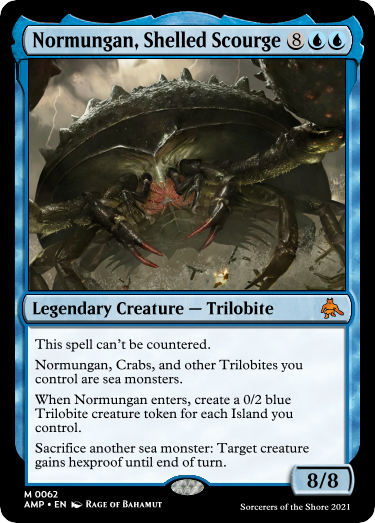 Normungan, Shelled Scourge 8
Legendary Creature — Trilobite
This spell can't be countered.
Normungan, Crabs, and other Trilobites you
control are sea monsters.
When Normungan enters, create a 0/2 blue
Trilobite creature token for each Island you
control.
Sacrifice another sea monster: Target creature
gains hexproof until end of turn.
8/8
M 0062
AMP • EN Rage of Bahamut
Sorcerers of the Shore 2021